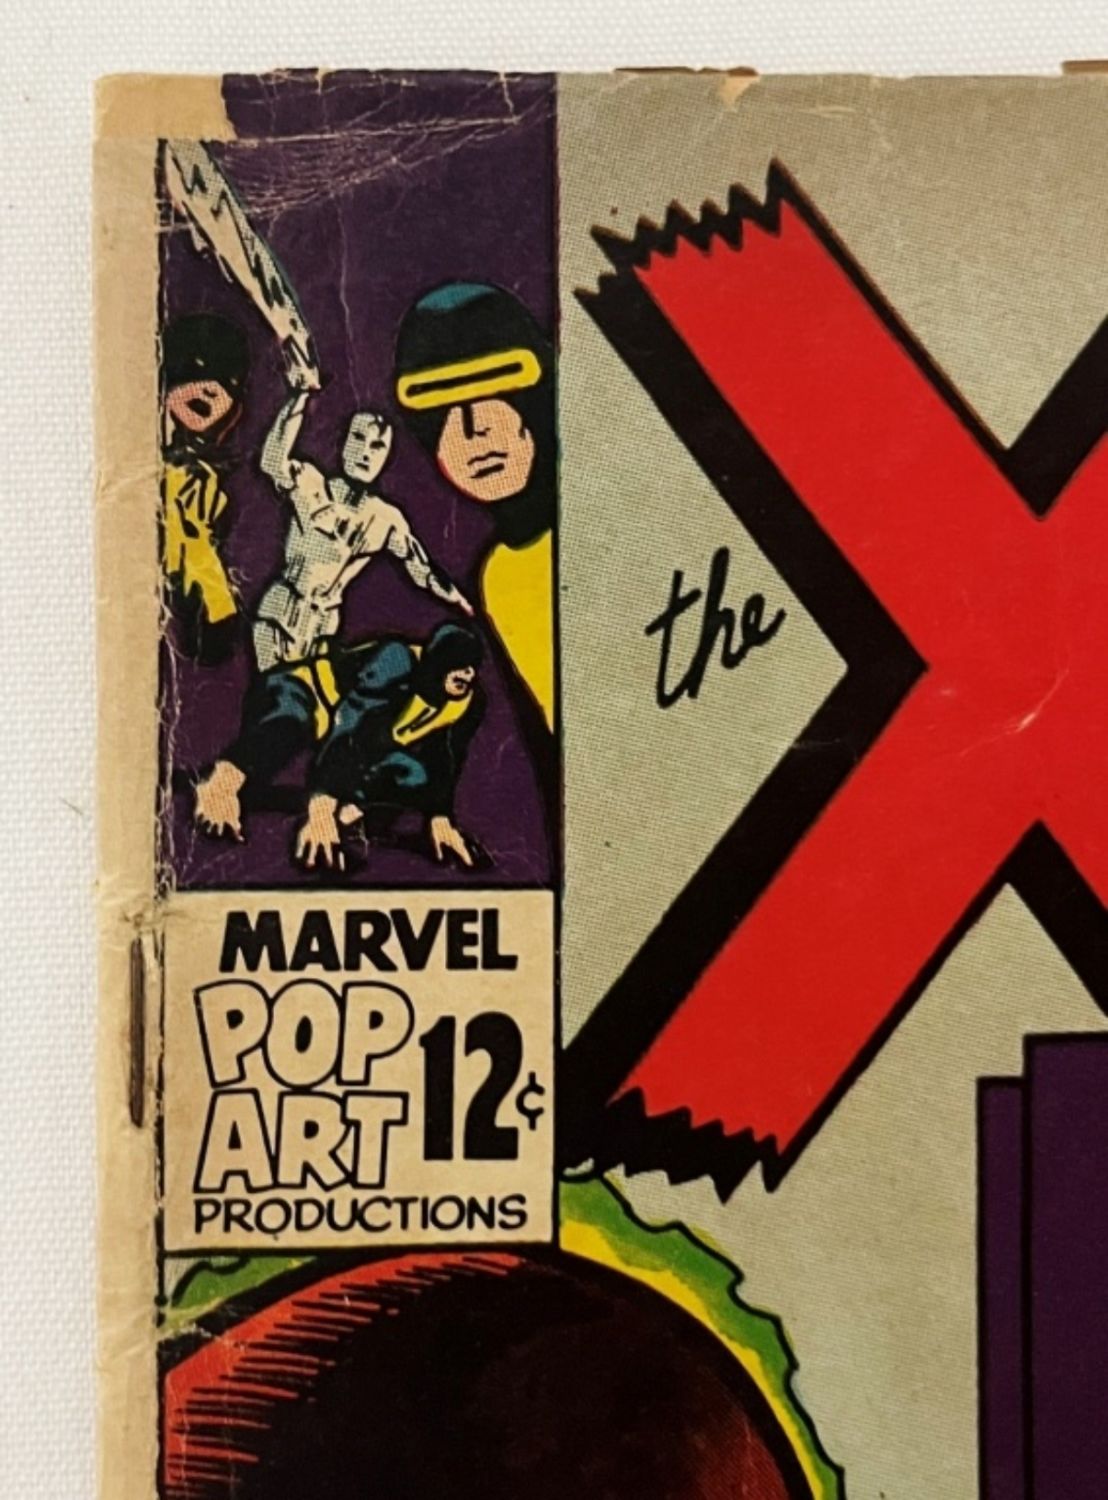 the
X
MARVEL
POP
ART
12¢
PRODUCTIONS